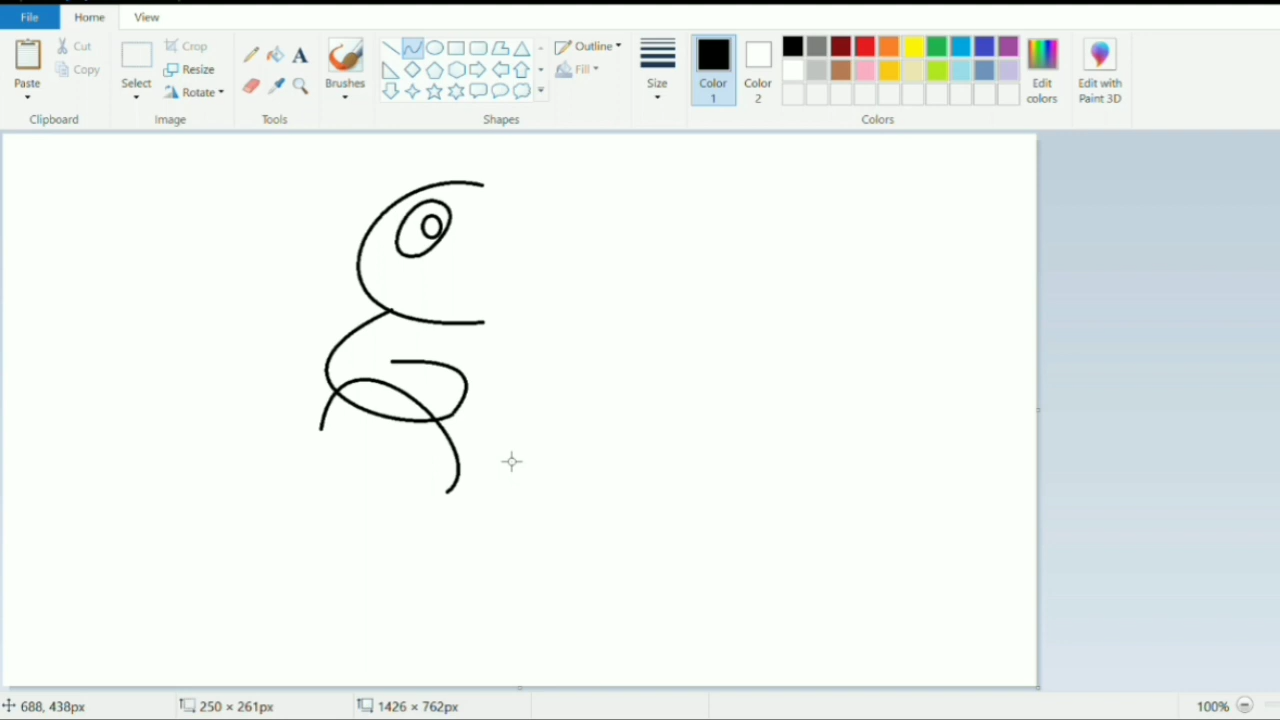 File Home View
Paste Cut Copy Clipboard
Select Crop Resize Rotate Image
A Tools
Brushes
Outline Fill Shapes
Size
Color 1 Color 2 Edit colors Colors
Edit with Paint 3D
688, 438px 250 × 261px 1426 × 762px 100%